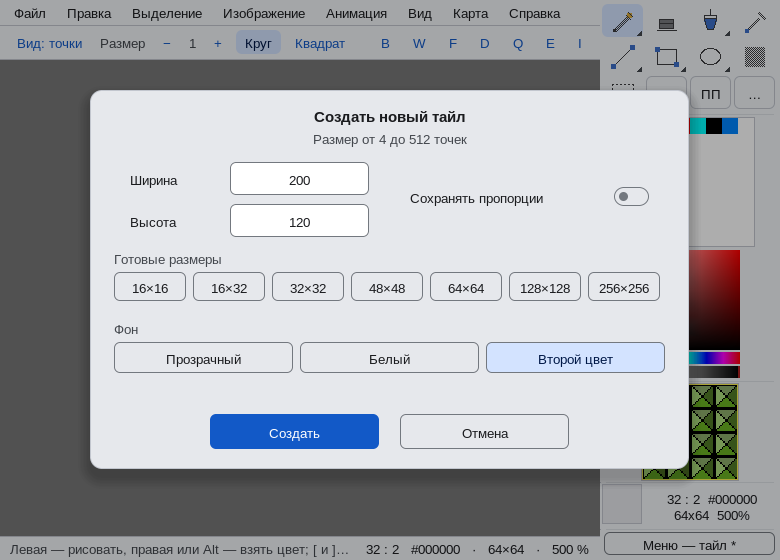 Файл Правка Выделение Изображение Анимация Вид Карта Справка
Вид: точки Размер − 1 + Круг Квадрат B W F D Q E I
ПП ...
Создать новый тайл
Размер от 4 до 512 точек
Ширина 200
Сохранять пропорции
Высота 120
Готовые размеры
16×16 16×32 32×32 48×48 64×64 128×128 256×256
Фон
Прозрачный Белый Второй цвет
Создать Отмена
32 : 2 #000000
64x64 500%
Меню — тайл *
Левая — рисовать, правая или Alt — взять цвет; [ и ]… 32 : 2 #000000 · 64×64 · 500 %